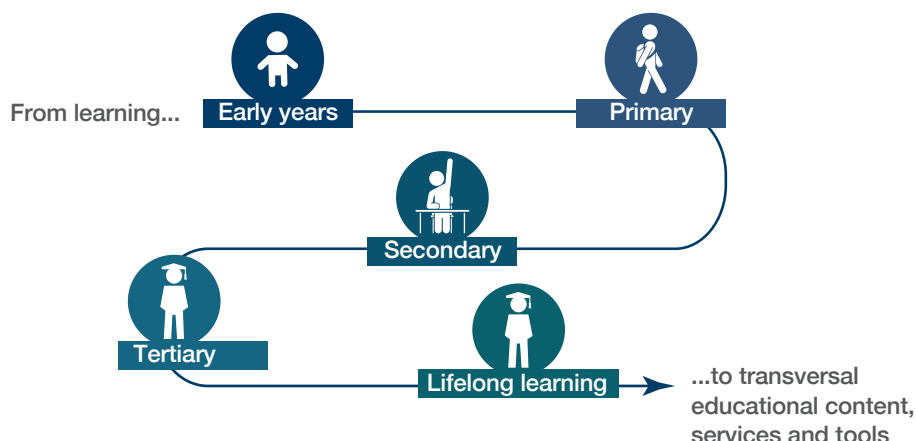 From learning...
Early years
Primary
Secondary
Tertiary
Lifelong learning
...to transversal
educational content,
services and tools